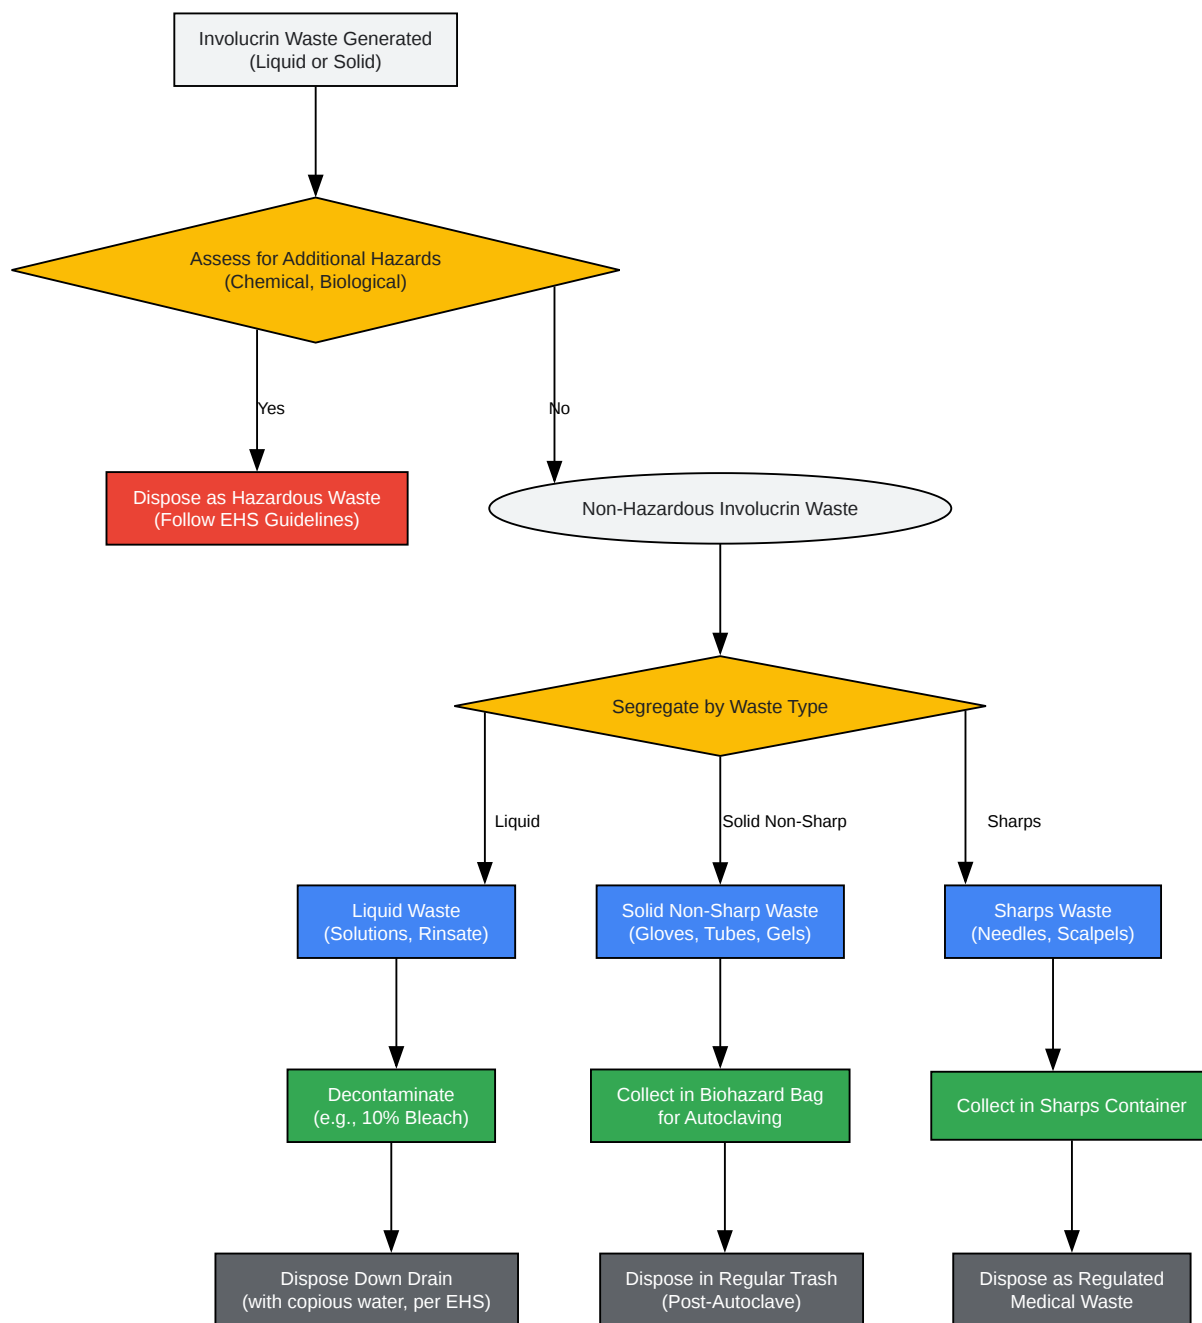 Involucrin Waste Generated
(Liquid or Solid)
Assess for Additional Hazards
(Chemical, Biological)
Yes
No
Dispose as Hazardous Waste
(Follow EHS Guidelines)
Non-Hazardous Involucrin Waste
Segregate by Waste Type
Liquid
Solid Non-Sharp
Sharps
Liquid Waste
(Solutions, Rinsate)
Solid Non-Sharp Waste
(Gloves, Tubes, Gels)
Sharps Waste
(Needles, Scalpels)
Decontaminate
(e.g., 10% Bleach)
Collect in Biohazard Bag
for Autoclaving
Collect in Sharps Container
Dispose Down Drain
(with copious water, per EHS)
Dispose in Regular Trash
(Post-Autoclave)
Dispose as Regulated
Medical Waste